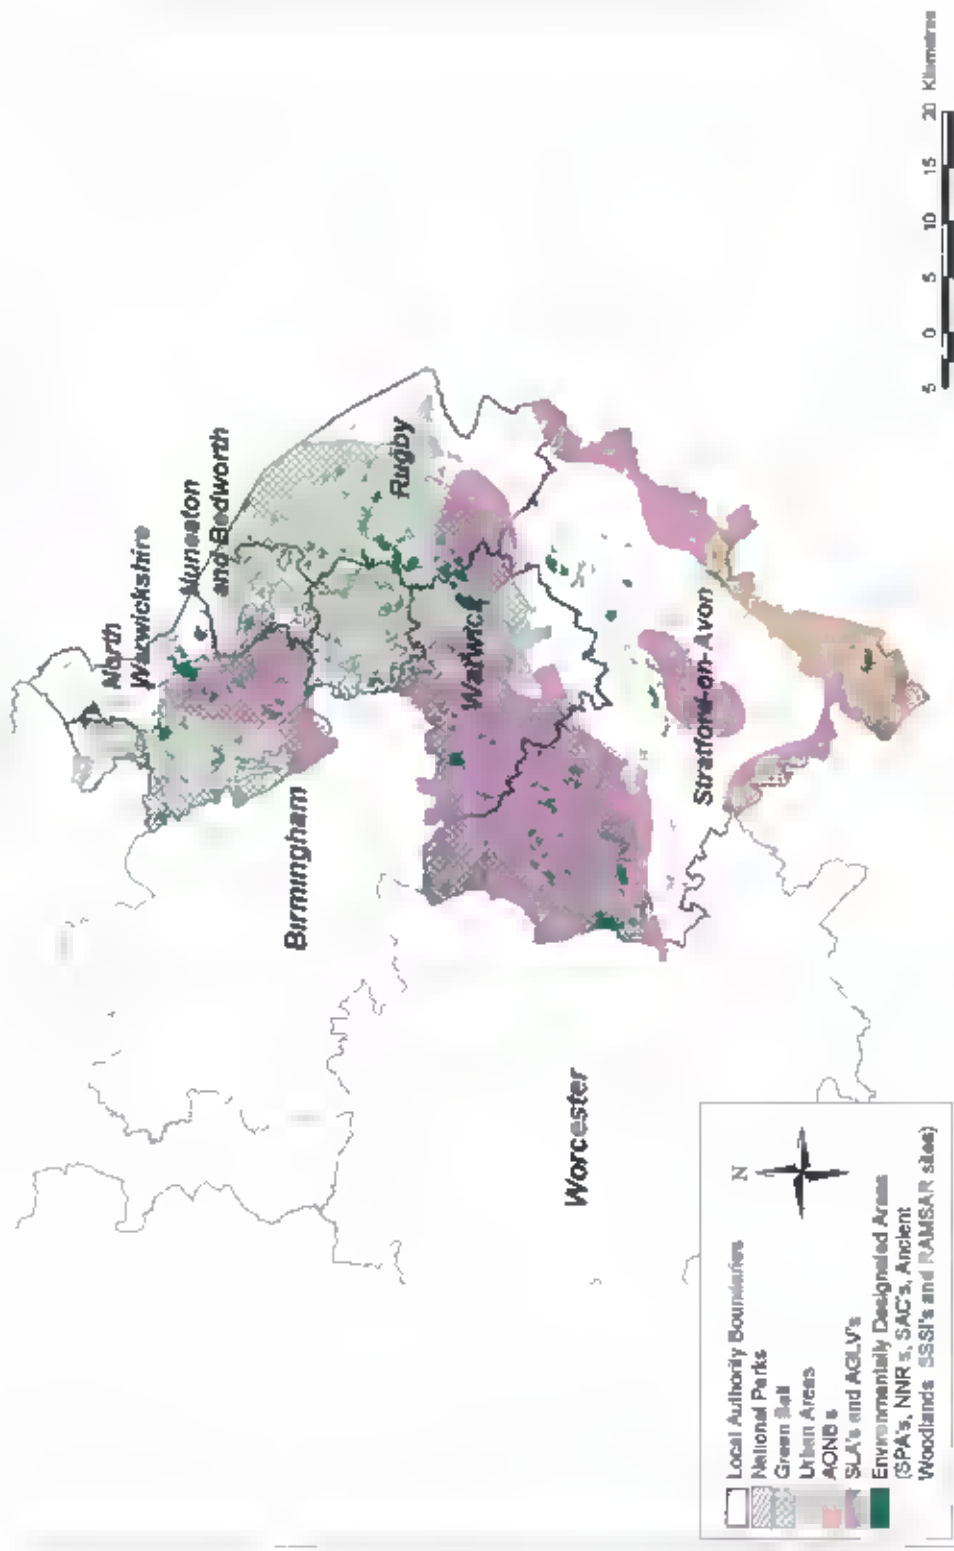 North
Warwickshire
Nuneaton
and Bedworth
Birmingham
Rugby
Warwick
Worcester
Stratford-on-Avon
N
Local Authority Boundaries
National Parks
Green Belt
Urban Areas
AONB's
SLA's and AGLV's
Environmentally Designated Areas
(SPA's, NNR's, SAC's, Ancient
Woodlands SSSI's and RAMSAR sites)
5 0 5 10 15 20 Kilometres